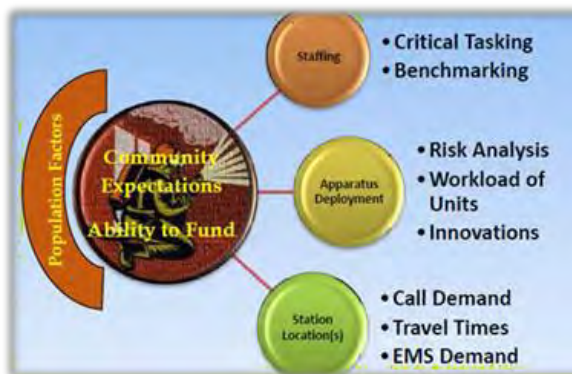 Population Factors
Community
Expectations
Ability to Fund
Staffing
• Critical Tasking
• Benchmarking
Apparatus
Deployment
• Risk Analysis
• Workload of
Units
• Innovations
Station
Location(s)
• Call Demand
• Travel Times
• EMS Demand